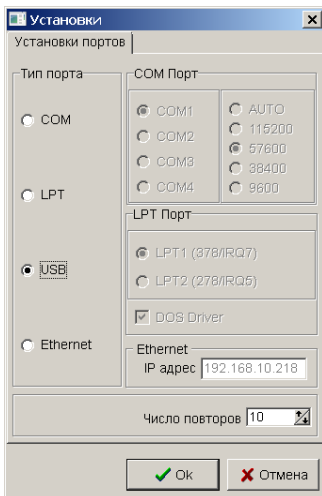 Установки
Установки портов
Тип порта
COM
LPT
USB
Ethernet
COM Порт
COM1
COM2
COM3
COM4
AUTO
115200
57600
38400
9600
LPT Порт
LPT1 (378/IRQ7)
LPT2 (278/IRQ5)
DOS Driver
Ethernet
IP адрес 192.168.10.218
Число повторов 10
Ok
Отмена